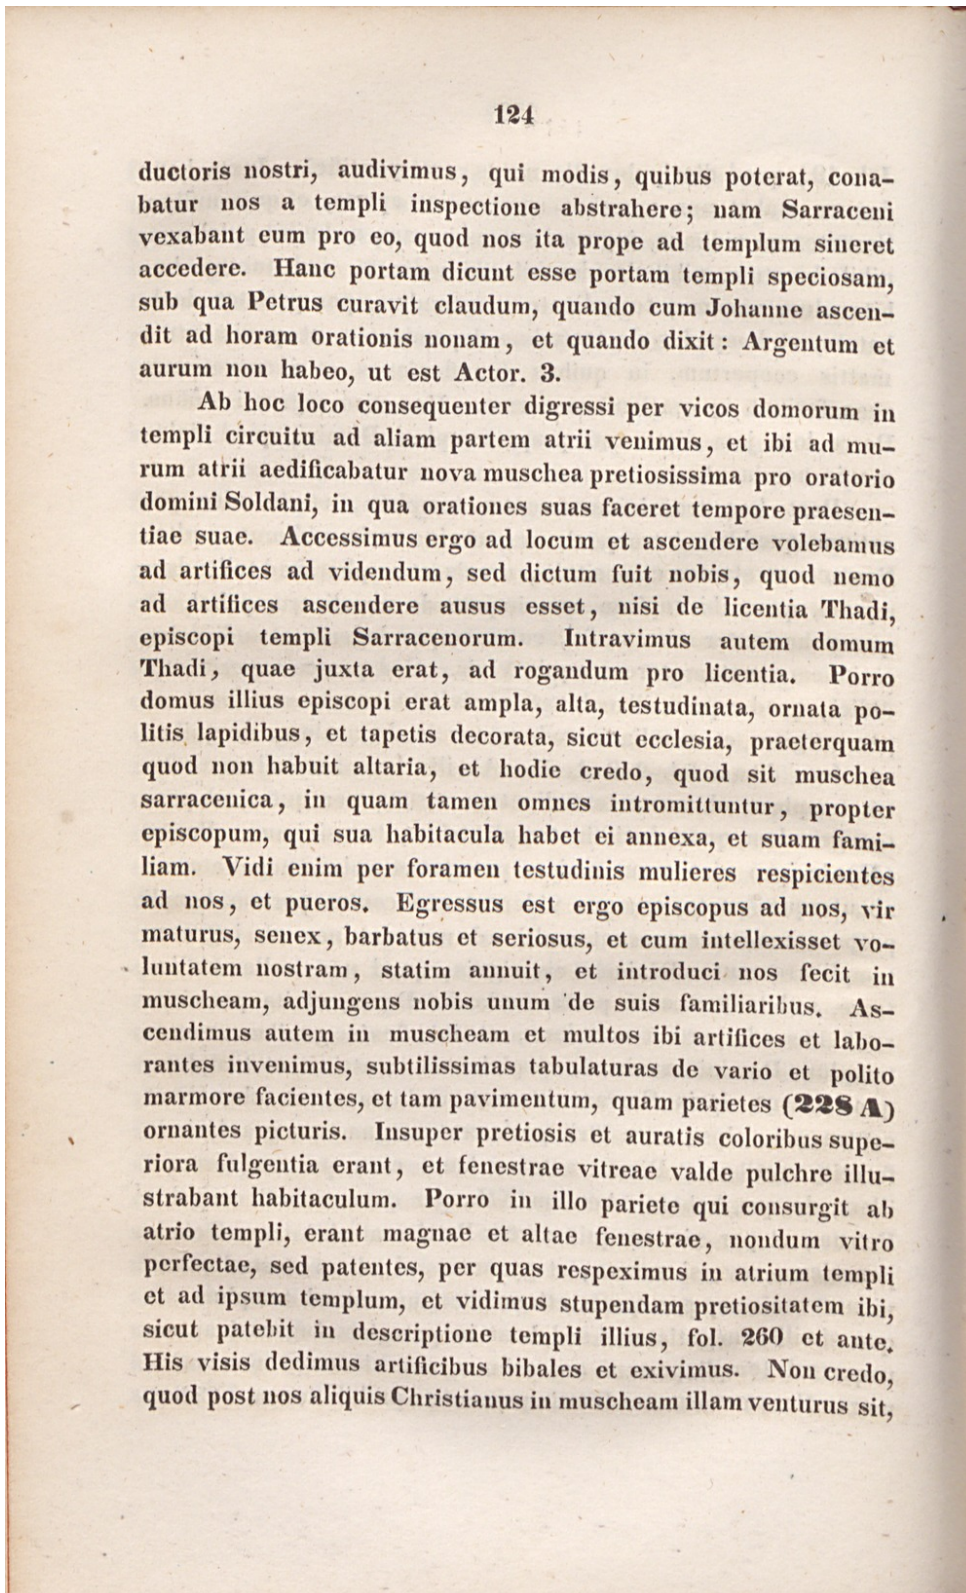 124
ductoris nostri, audivimus, qui modis, quibus poterat, cona-
batur nos a templi inspectione abstrahere; nam Sarraceni
vexabant eum pro eo, quod nos ita prope ad templum sineret
accedere. Hanc portam dicunt esse portam templi speciosam,
sub qua Petrus curavit claudum, quando cum Johanne ascen-
dit ad horam orationis nonam, et quando dixit: Argentum et
aurum non habeo, ut est Actor. 3.
Ab hoc loco consequenter digressi per vicos domorum in
templi circuitu ad aliam partem atrii venimus, et ibi ad mu-
rum atrii aedificabatur nova muschea pretiosissima pro oratorio
domini Soldani, in qua orationes suas faceret tempore praesen-
tiae suae. Accessimus ergo ad locum et ascendere volebamus
ad artifices ad videndum, sed dictum fuit nobis, quod nemo
ad artifices ascendere ausus esset, nisi de licentia Thadi,
episcopi templi Sarracenorum. Intravimus autem domum
Thadi, quae juxta erat, ad rogandum pro licentia. Porro
domus illius episcopi erat ampla, alta, testudinata, ornata po-
litis lapidibus, et tapetis decorata, sicut ecclesia, praeterquam
quod non habuit altaria, et hodie credo, quod sit muschea
sarracenica, in quam tamen omnes intromittuntur, propter
episcopum, qui sua habitacula habet ei annexa, et suam fami-
liam. Vidi enim per foramen testudinis mulieres respicientes
ad nos, et pueros. Egressus est ergo episcopus ad nos, vir
maturus, senex, barbatus et seriosus, et cum intellexisset vo-
luntatem nostram, statim annuit, et introduci nos fecit in
muscheam, adjungens nobis unum de suis familiaribus. As-
cendimus autem in muscheam et multos ibi artifices et labo-
rantes invenimus, subtilissimas tabulaturas de vario et polito
marmore facientes, et tam pavimentum, quam parietes (228 A)
ornantes picturis. Insuper pretiosis et auratis coloribus supe-
riora fulgentia erant, et fenestrae vitreae valde pulchre illu-
strabant habitaculum. Porro in illo pariete qui consurgit ab
atrio templi, erant magnae et altae fenestrae, nondum vitro
perfectae, sed patentes, per quas respeximus in atrium templi
et ad ipsum templum, et vidimus stupendam pretiositatem ibi,
sicut patebit in descriptione templi illius, fol. 260 et ante.
His visis dedimus artificibus bibales et exivimus. Non credo,
quod post nos aliquis Christianus in muscheam illam venturus sit,